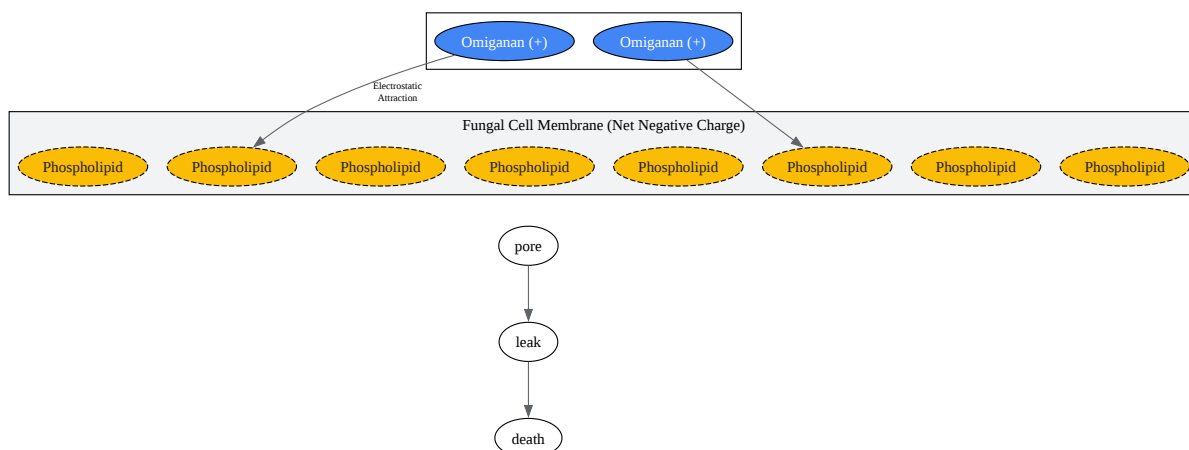 Omiganan (+)
Omiganan (+)
Electrostatic
Attraction
Fungal Cell Membrane (Net Negative Charge)
Phospholipid
Phospholipid
Phospholipid
Phospholipid
Phospholipid
Phospholipid
Phospholipid
Phospholipid
pore
leak
death